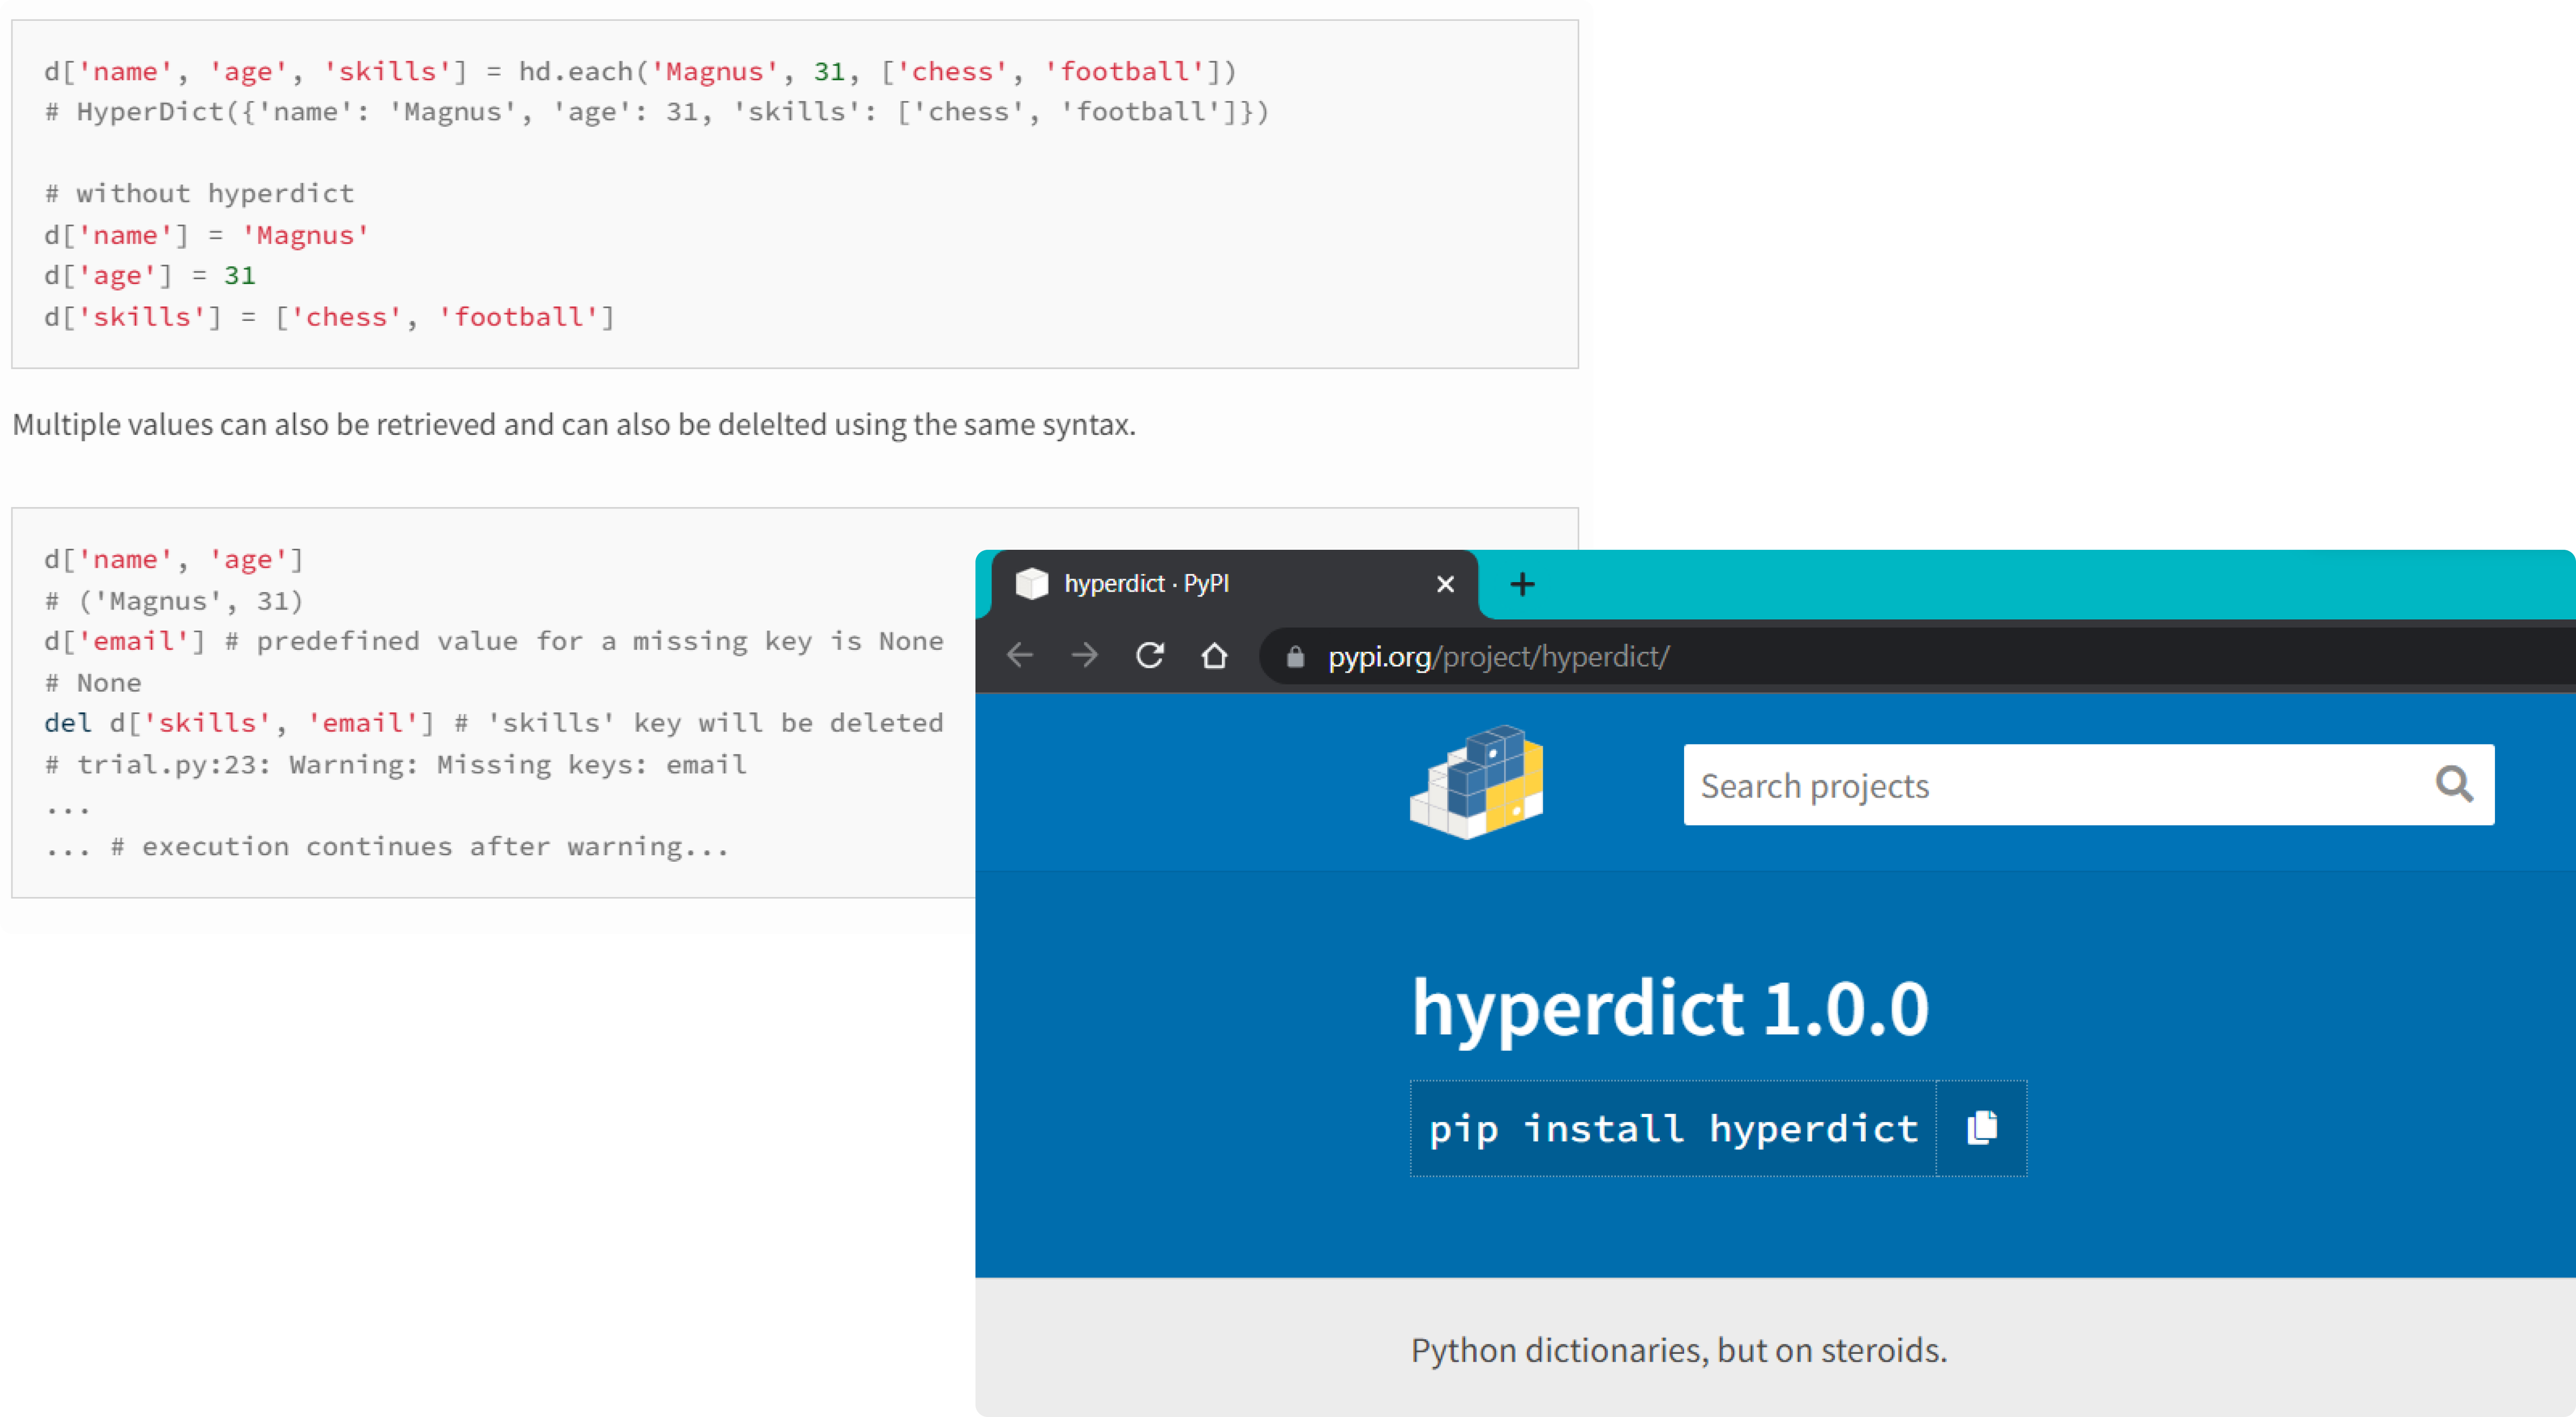 d['name', 'age', 'skills'] = hd.each('Magnus', 31, ['chess', 'football'])
# HyperDict({'name': 'Magnus', 'age': 31, 'skills': ['chess', 'football']})
# without hyperdict
d['name'] = 'Magnus'
d['age'] = 31
d['skills'] = ['chess', 'football']
Multiple values can also be retrieved and can also be delelted using the same syntax.
d['name', 'age']
# ('Magnus', 31)
d['email'] # predefined value for a missing key is None
# None
del d['skills', 'email'] # 'skills' key will be deleted
# trial.py:23: Warning: Missing keys: email
...
... # execution continues after warning...
hyperdict · PyPI
pypi.org/project/hyperdict/
Search projects
hyperdict 1.0.0
pip install hyperdict
Python dictionaries, but on steroids.